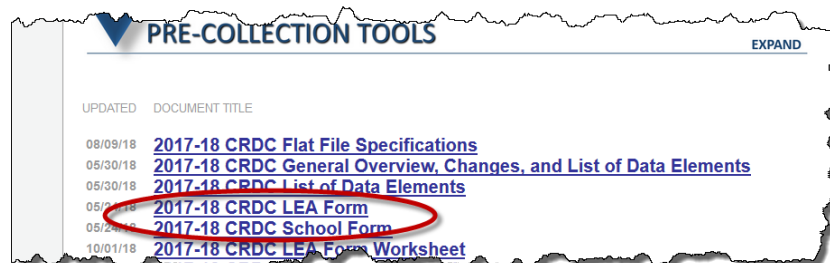 PRE-COLLECTION TOOLS
EXPAND
UPDATED DOCUMENT TITLE
08/09/18 2017-18 CRDC Flat File Specifications
05/30/18 2017-18 CRDC General Overview, Changes, and List of Data Elements
05/30/18 2017-18 CRDC List of Data Elements
05/24/18 2017-18 CRDC LEA Form
05/24/18 2017-18 CRDC School Form
10/01/18 2017-18 CRDC LEA Form Worksheet